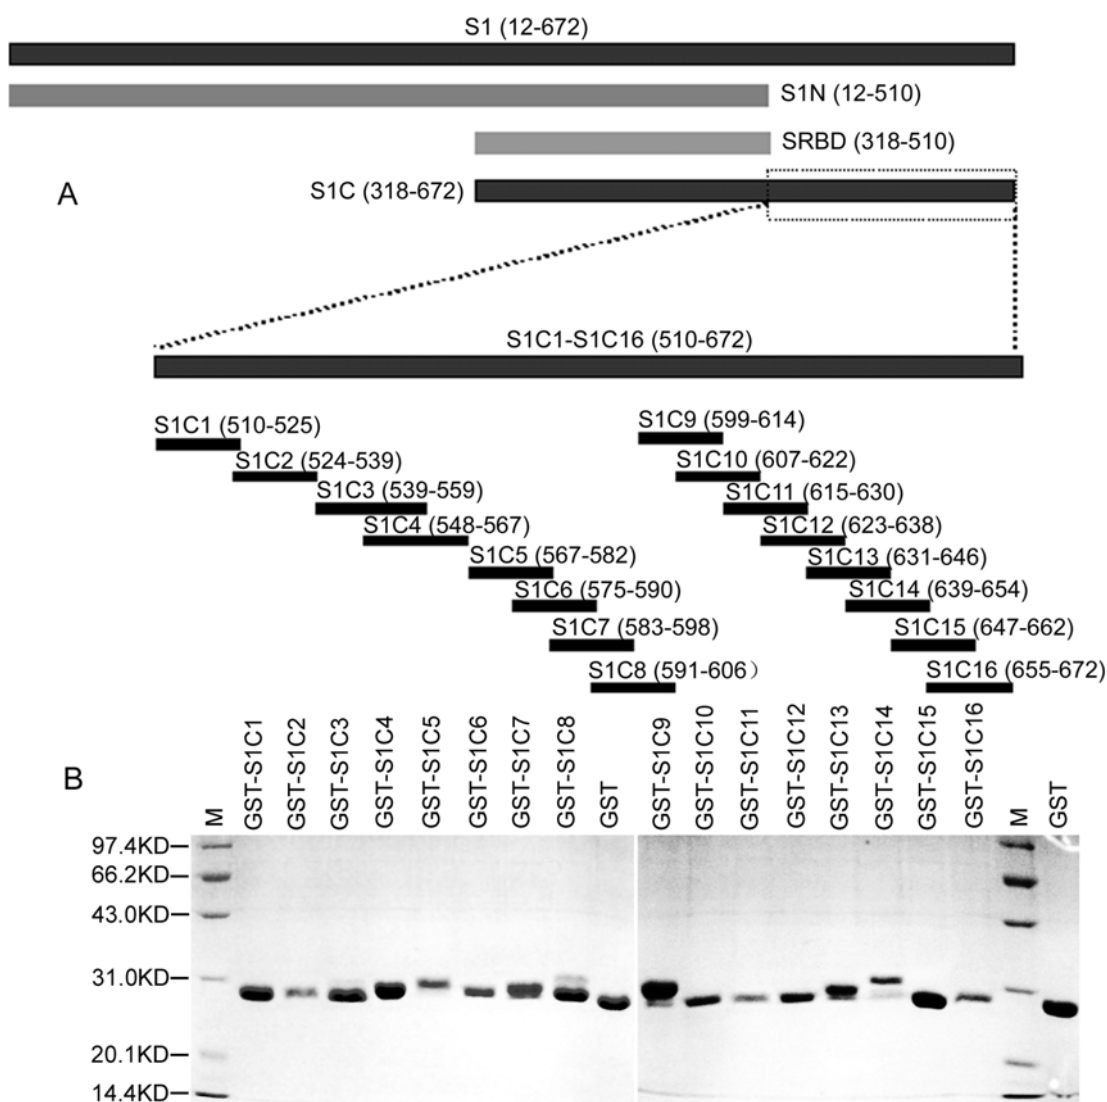 S1 (12-672)
S1N (12-510)
SRBD (318-510)
A
S1C (318-672)
S1C1-S1C16 (510-672)
S1C1 (510-525)
S1C2 (524-539)
S1C3 (539-559)
S1C4 (548-567)
S1C5 (567-582)
S1C6 (575-590)
S1C7 (583-598)
S1C8 (591-606）
S1C9 (599-614)
S1C10 (607-622)
S1C11 (615-630)
S1C12 (623-638)
S1C13 (631-646)
S1C14 (639-654)
S1C15 (647-662)
S1C16 (655-672)
B
M
GST-S1C1
GST-S1C2
GST-S1C3
GST-S1C4
GST-S1C5
GST-S1C6
GST-S1C7
GST-S1C8
GST
GST-S1C9
GST-S1C10
GST-S1C11
GST-S1C12
GST-S1C13
GST-S1C14
GST-S1C15
GST-S1C16
M
GST
97.4KD
66.2KD
43.0KD
31.0KD
20.1KD
14.4KD